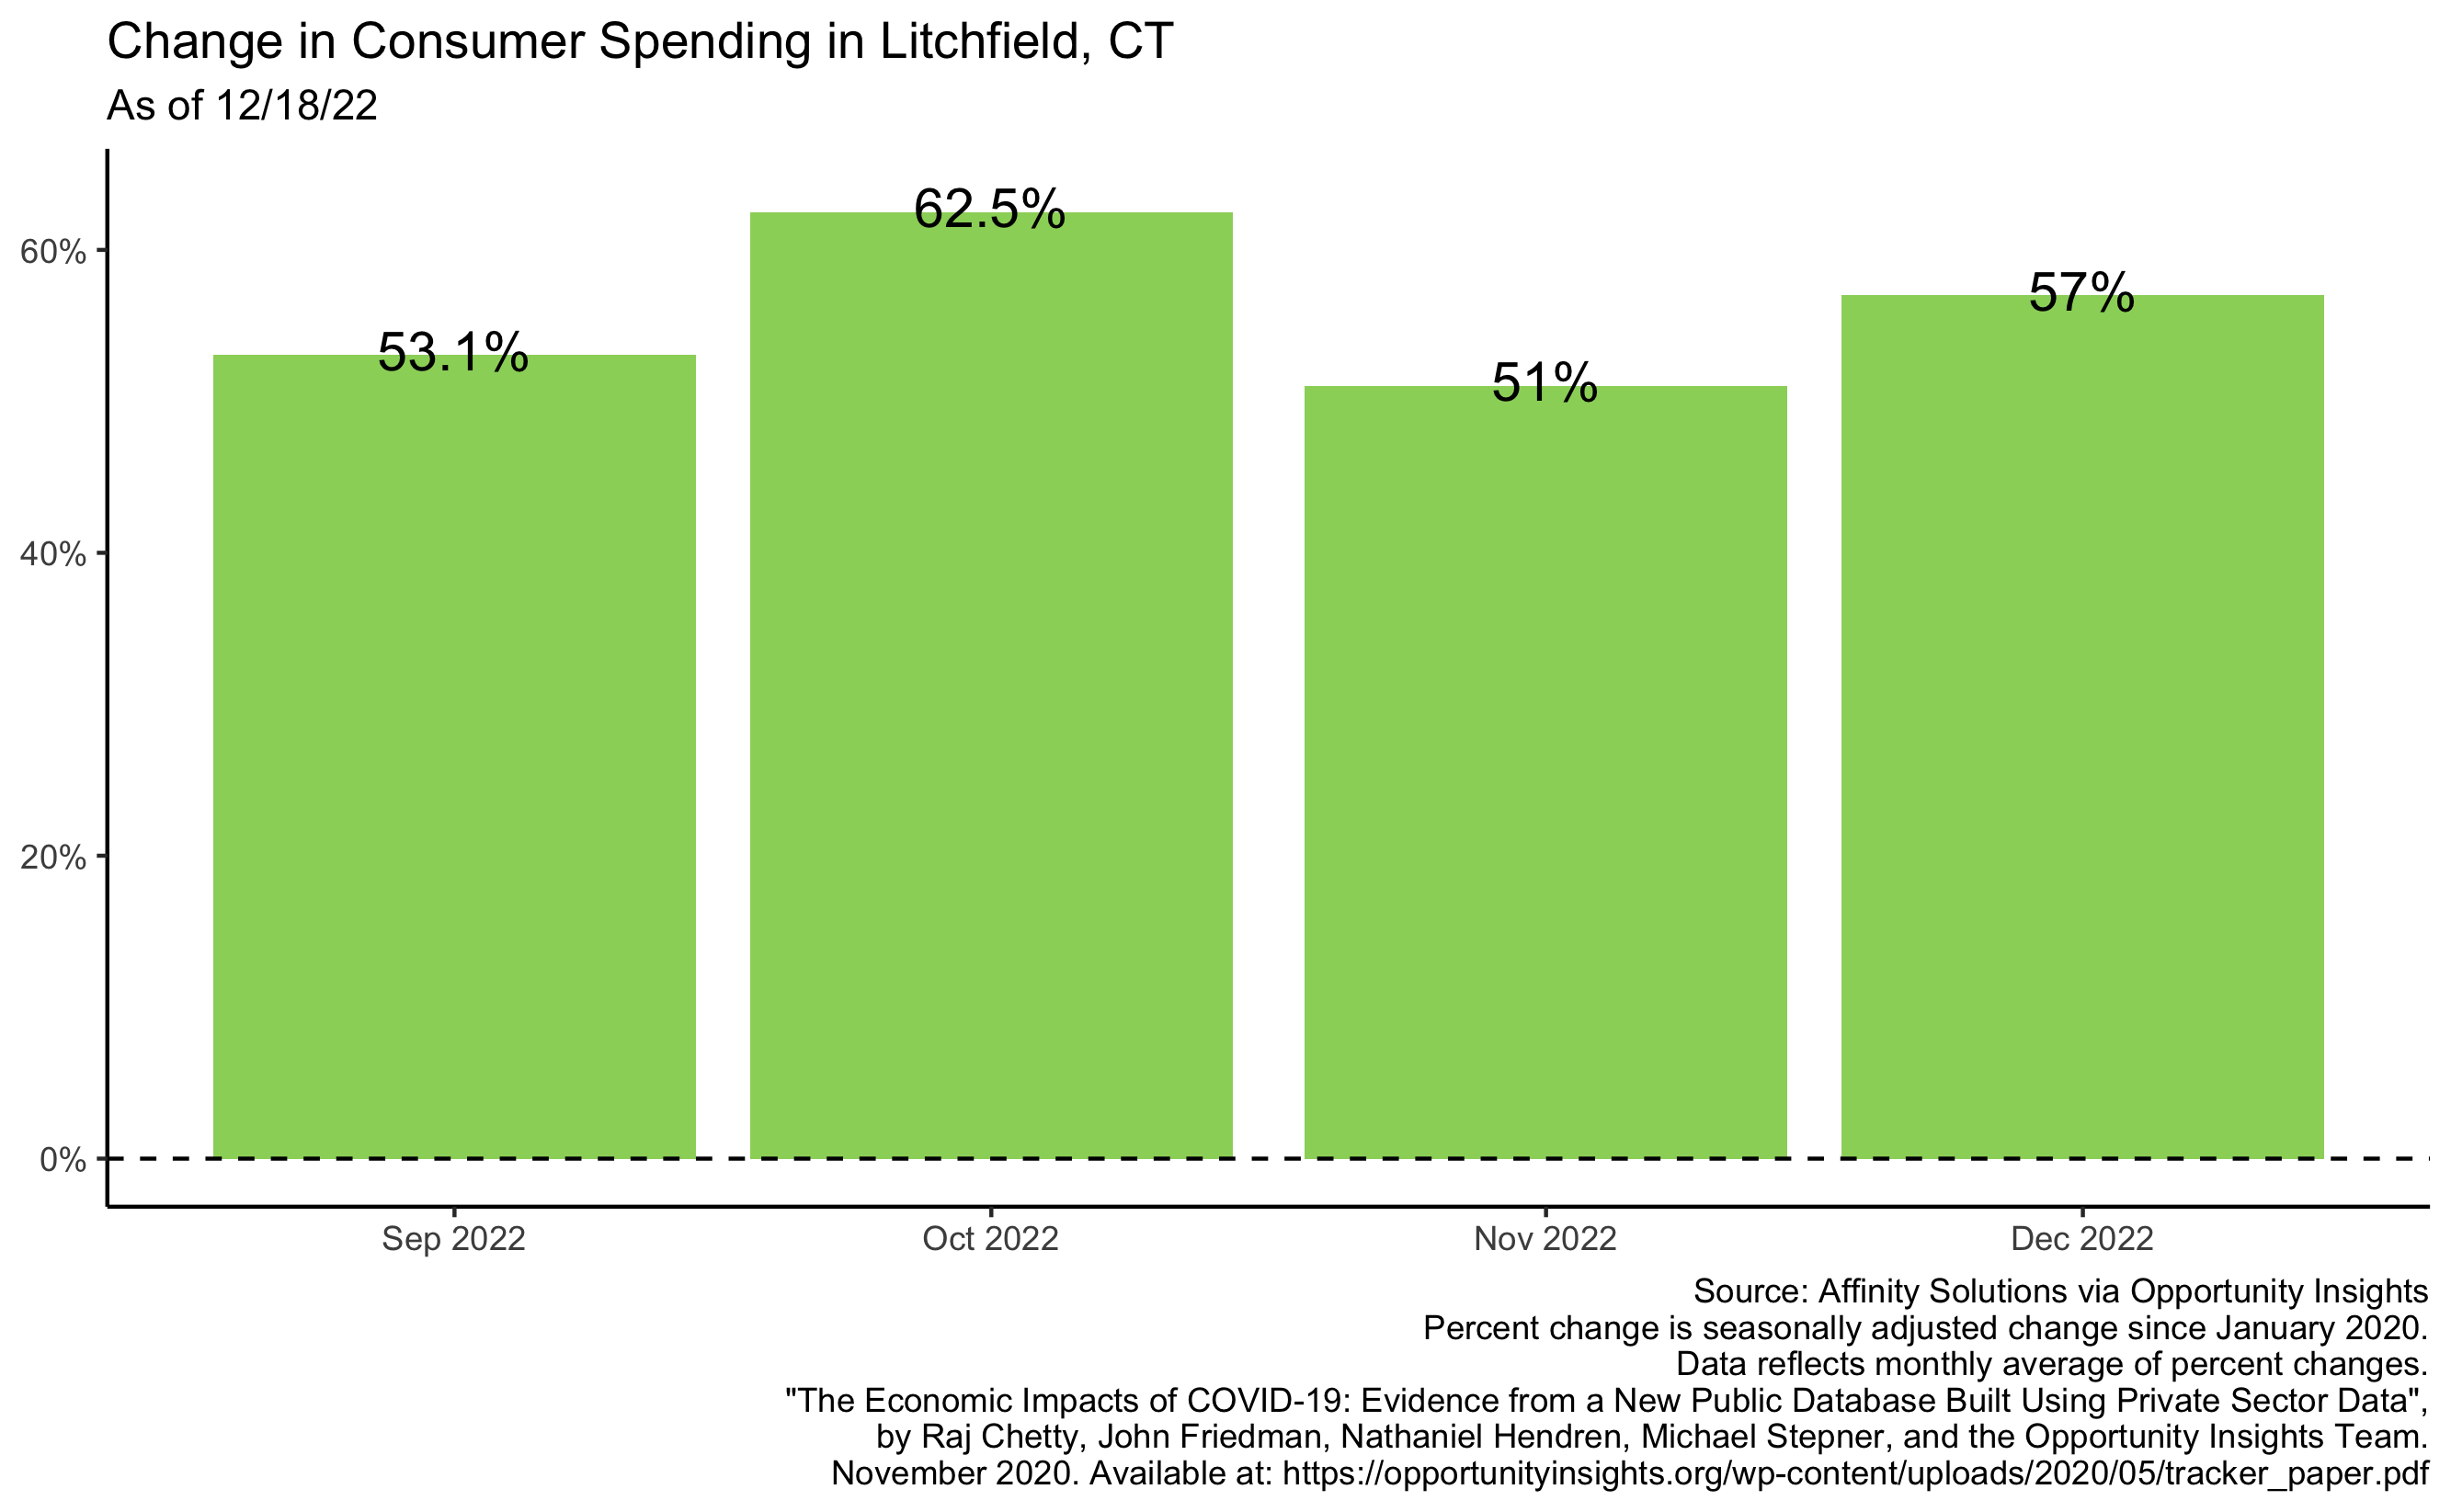 Change in Consumer Spending in Litchfield, CT
As of 12/18/22
62.5%
60%
57%
53.1%
51%
40%
20%
0%
Sep 2022
Oct 2022
Nov 2022
Dec 2022
Source: Affinity Solutions via Opportunity Insights
Percent change is seasonally adjusted change since January 2020.
Data reflects monthly average of percent changes.
"The Economic Impacts of COVID-19: Evidence from a New Public Database Built Using Private Sector Data",
by Raj Chetty, John Friedman, Nathaniel Hendren, Michael Stepner, and the Opportunity Insights Team.
November 2020. Available at: https://opportunityinsights.org/wp-content/uploads/2020/05/tracker_paper.pdf